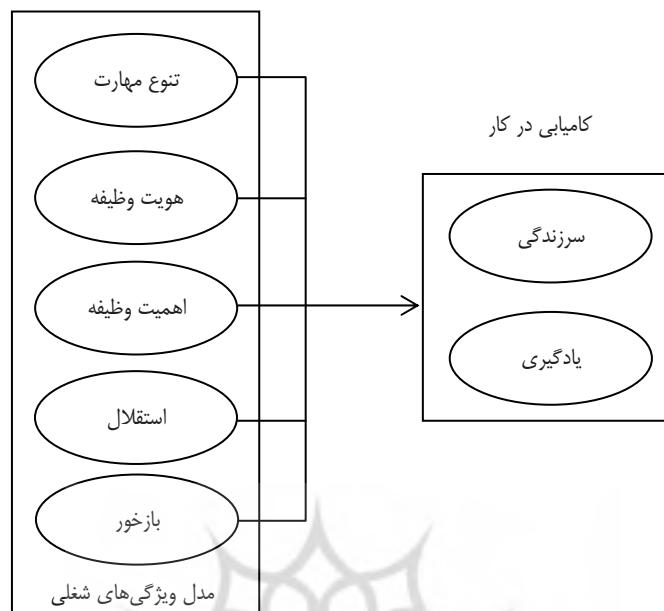 تنوع مهارت
هویت وظیفه
اهمیت وظیفه
استقلال
بازخور
مدل ویژگی‌های شغلی
کامیابی در کار
سرزندگی
یادگیری